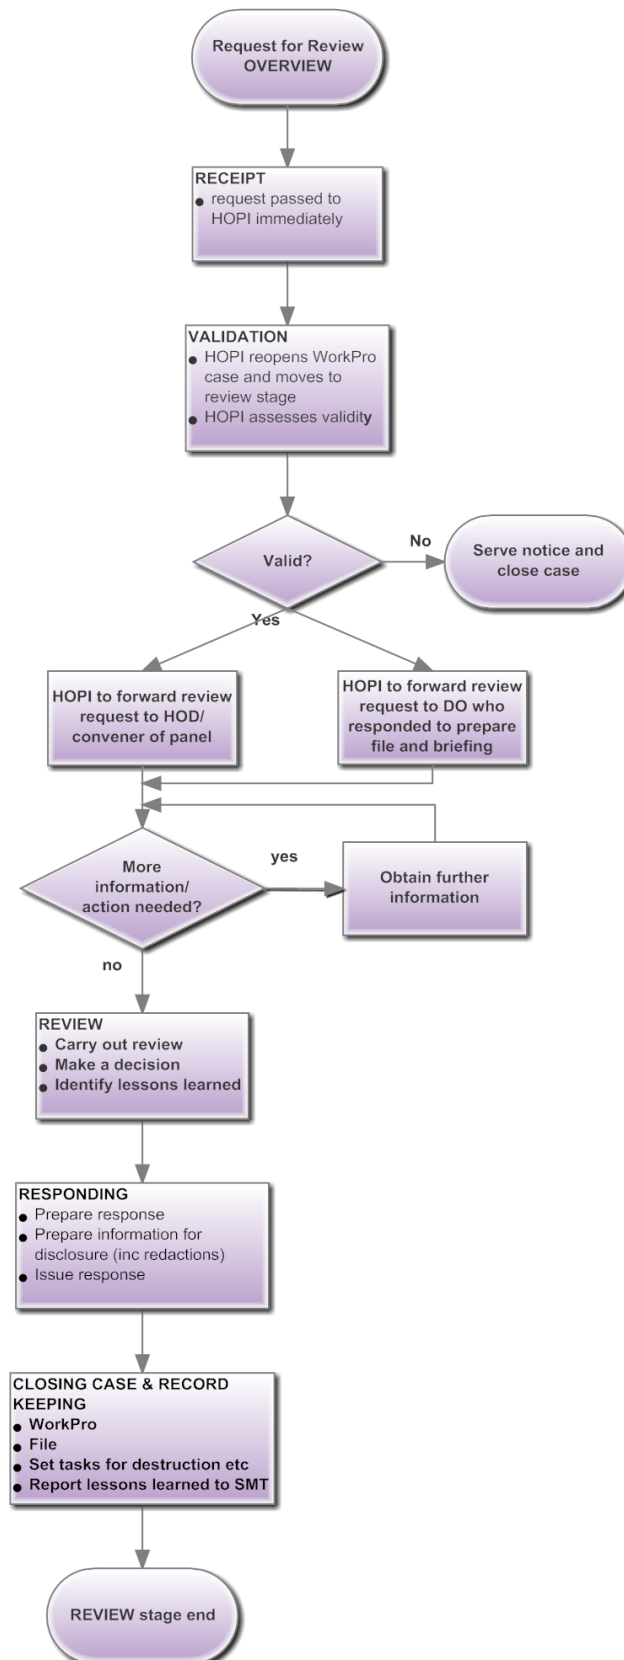 Request for Review
OVERVIEW
RECEIPT
● request passed to
HOPI immediately
VALIDATION
● HOPI reopens WorkPro
case and moves to
review stage
● HOPI assesses validity
Valid?
No
Serve notice and
close case
Yes
HOPI to forward review
request to HOD/
convener of panel
HOPI to forward review
request to DO who
responded to prepare
file and briefing
More
information/
action needed?
yes
Obtain further
information
no
REVIEW
● Carry out review
● Make a decision
● Identify lessons learned
RESPONDING
● Prepare response
● Prepare information for
disclosure (inc redactions)
● Issue response
CLOSING CASE & RECORD
KEEPING
● WorkPro
● File
● Set tasks for destruction etc
● Report lessons learned to SMT
REVIEW stage end